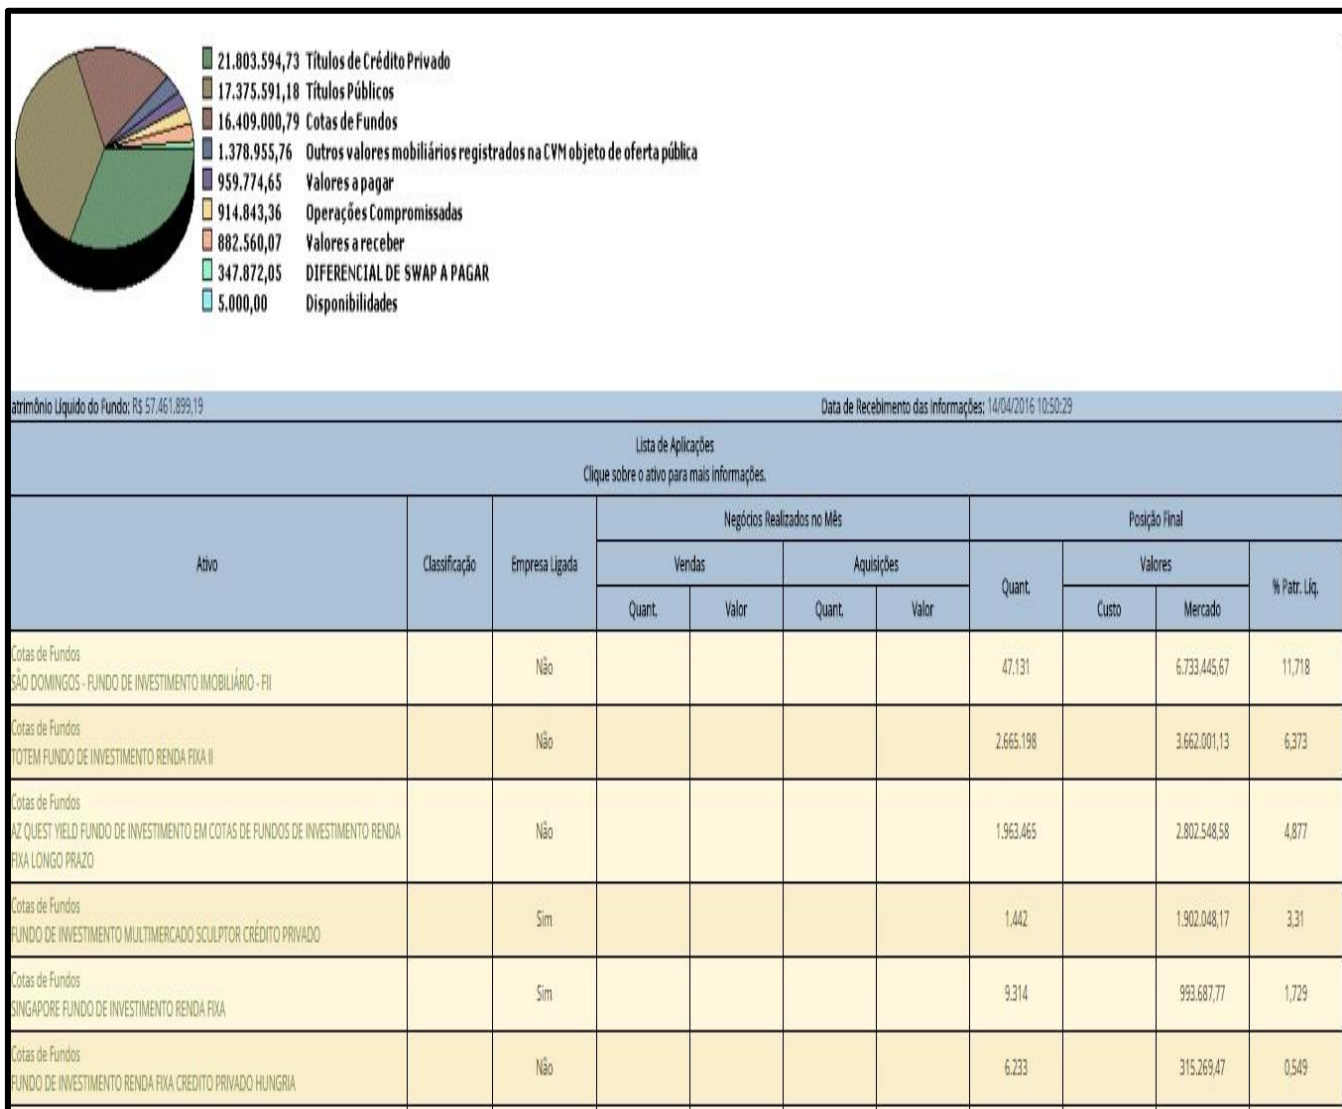 21.803.594,73 Títulos de Crédito Privado
17.375.591,18 Títulos Públicos
16.409.000,79 Cotas de Fundos
1.378.955,76 Outros valores mobiliários registrados na CVM objeto de oferta pública
959.774,65 Valores a pagar
914.843,36 Operações Compromissadas
882.560,07 Valores a receber
347.872,05 DIFERENCIAL DE SWAP A PAGAR
5.000,00 Disponibilidades
atrimônio Líquido do Fundo: R$ 57.461.899,19 Data de Recebimento das Informações: 14/04/2016 10:50:29
Lista de Aplicações
Clique sobre o ativo para mais informações.
Ativo Classificação Empresa Ligada Negócios Realizados no Mês Posição Final
Vendas Aquisições Quant. Valores % Patr. Líq.
Quant. Valor Quant. Valor Custo Mercado
Cotas de Fundos
SÃO DOMINGOS - FUNDO DE INVESTIMENTO IMOBILIÁRIO - FII Não 47.131 6.733.445,67 11,718
Cotas de Fundos
TOTEM FUNDO DE INVESTIMENTO RENDA FIXA II Não 2.665.198 3.662.001,13 6,373
Cotas de Fundos
AZ QUEST YIELD FUNDO DE INVESTIMENTO EM COTAS DE FUNDOS DE INVESTIMENTO RENDA Não 1.963.465 2.802.548,58 4,877
FIXA LONGO PRAZO
Cotas de Fundos
FUNDO DE INVESTIMENTO MULTIMERCADO SCULPTOR CRÉDITO PRIVADO Sim 1.442 1.902.048,17 3,31
Cotas de Fundos
SINGAPORE FUNDO DE INVESTIMENTO RENDA FIXA Sim 9.314 993.687,77 1,729
Cotas de Fundos
FUNDO DE INVESTIMENTO RENDA FIXA CREDITO PRIVADO HUNGRIA Não 6.233 315.269,47 0,549